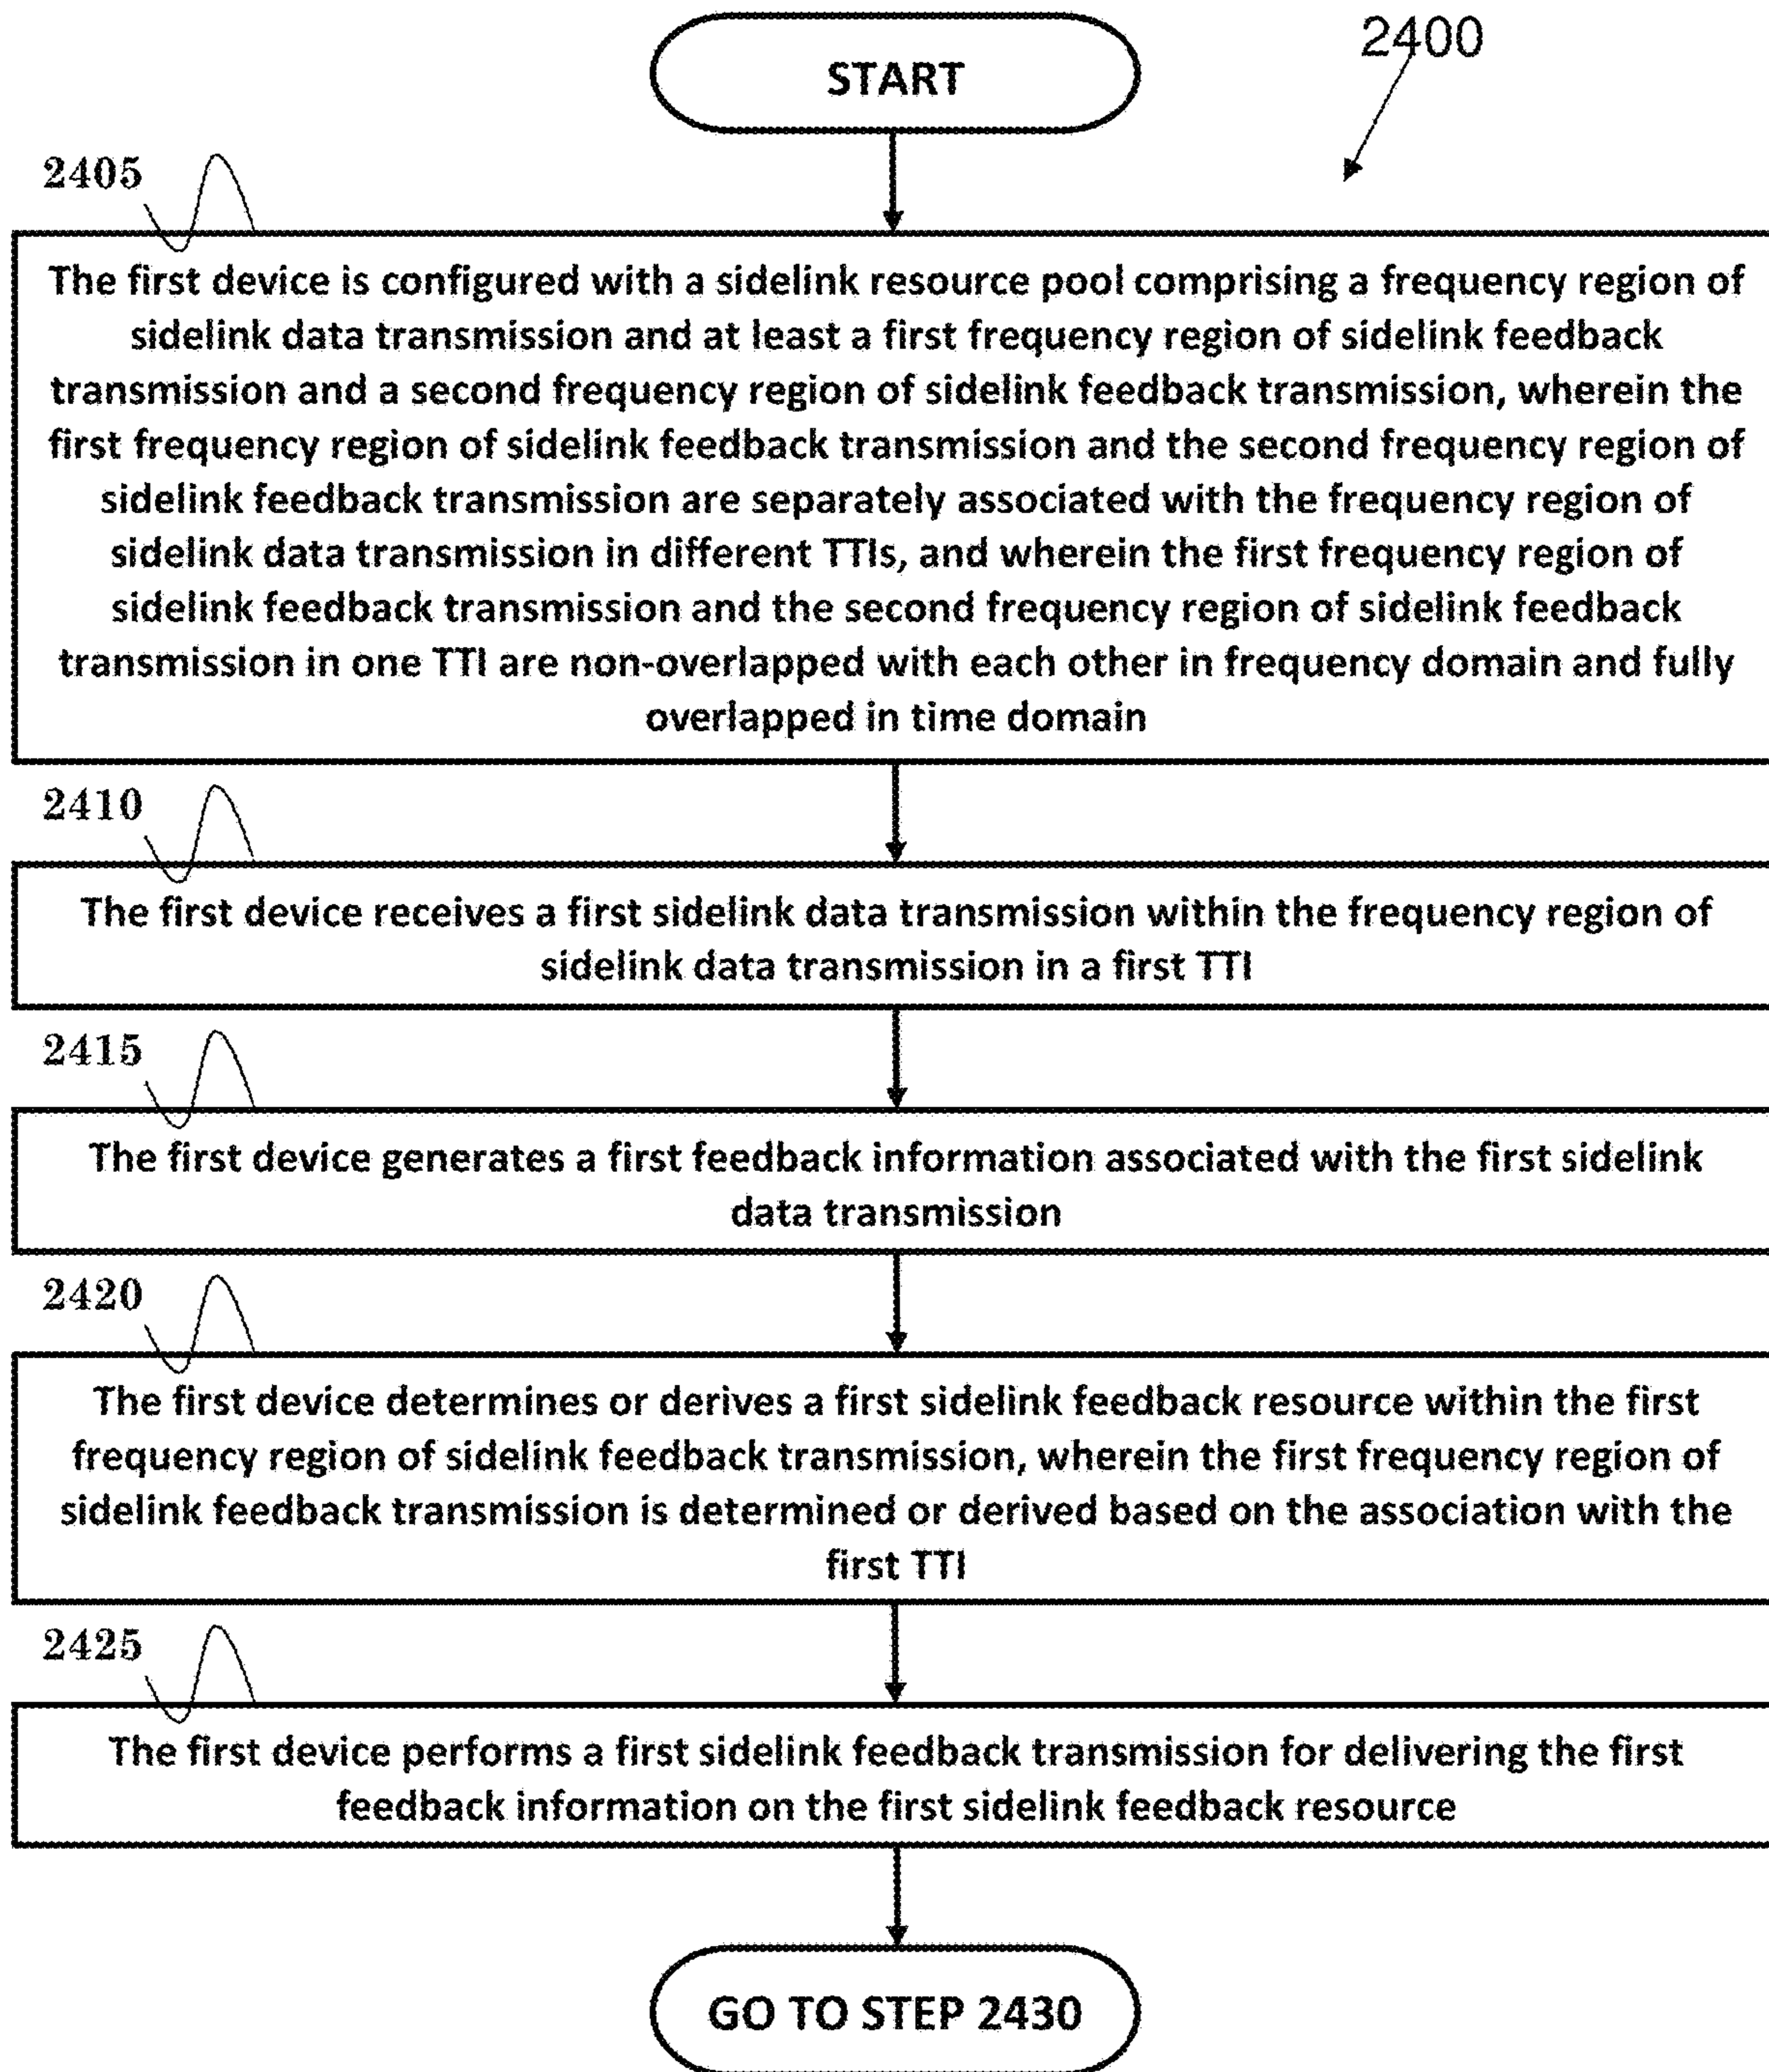 START
2400
2405
The first device is configured with a sidelink resource pool comprising a frequency region of
sidelink data transmission and at least a first frequency region of sidelink feedback
transmission and a second frequency region of sidelink feedback transmission, wherein the
first frequency region of sidelink feedback transmission and the second frequency region of
sidelink feedback transmission are separately associated with the frequency region of
sidelink data transmission in different TTIs, and wherein the first frequency region of
sidelink feedback transmission and the second frequency region of sidelink feedback
transmission in one TTI are non-overlapped with each other in frequency domain and fully
overlapped in time domain
2410
The first device receives a first sidelink data transmission within the frequency region of
sidelink data transmission in a first TTI
2415
The first device generates a first feedback information associated with the first sidelink
data transmission
2420
The first device determines or derives a first sidelink feedback resource within the first
frequency region of sidelink feedback transmission, wherein the first frequency region of
sidelink feedback transmission is determined or derived based on the association with the
first TTI
2425
The first device performs a first sidelink feedback transmission for delivering the first
feedback information on the first sidelink feedback resource
GO TO STEP 2430